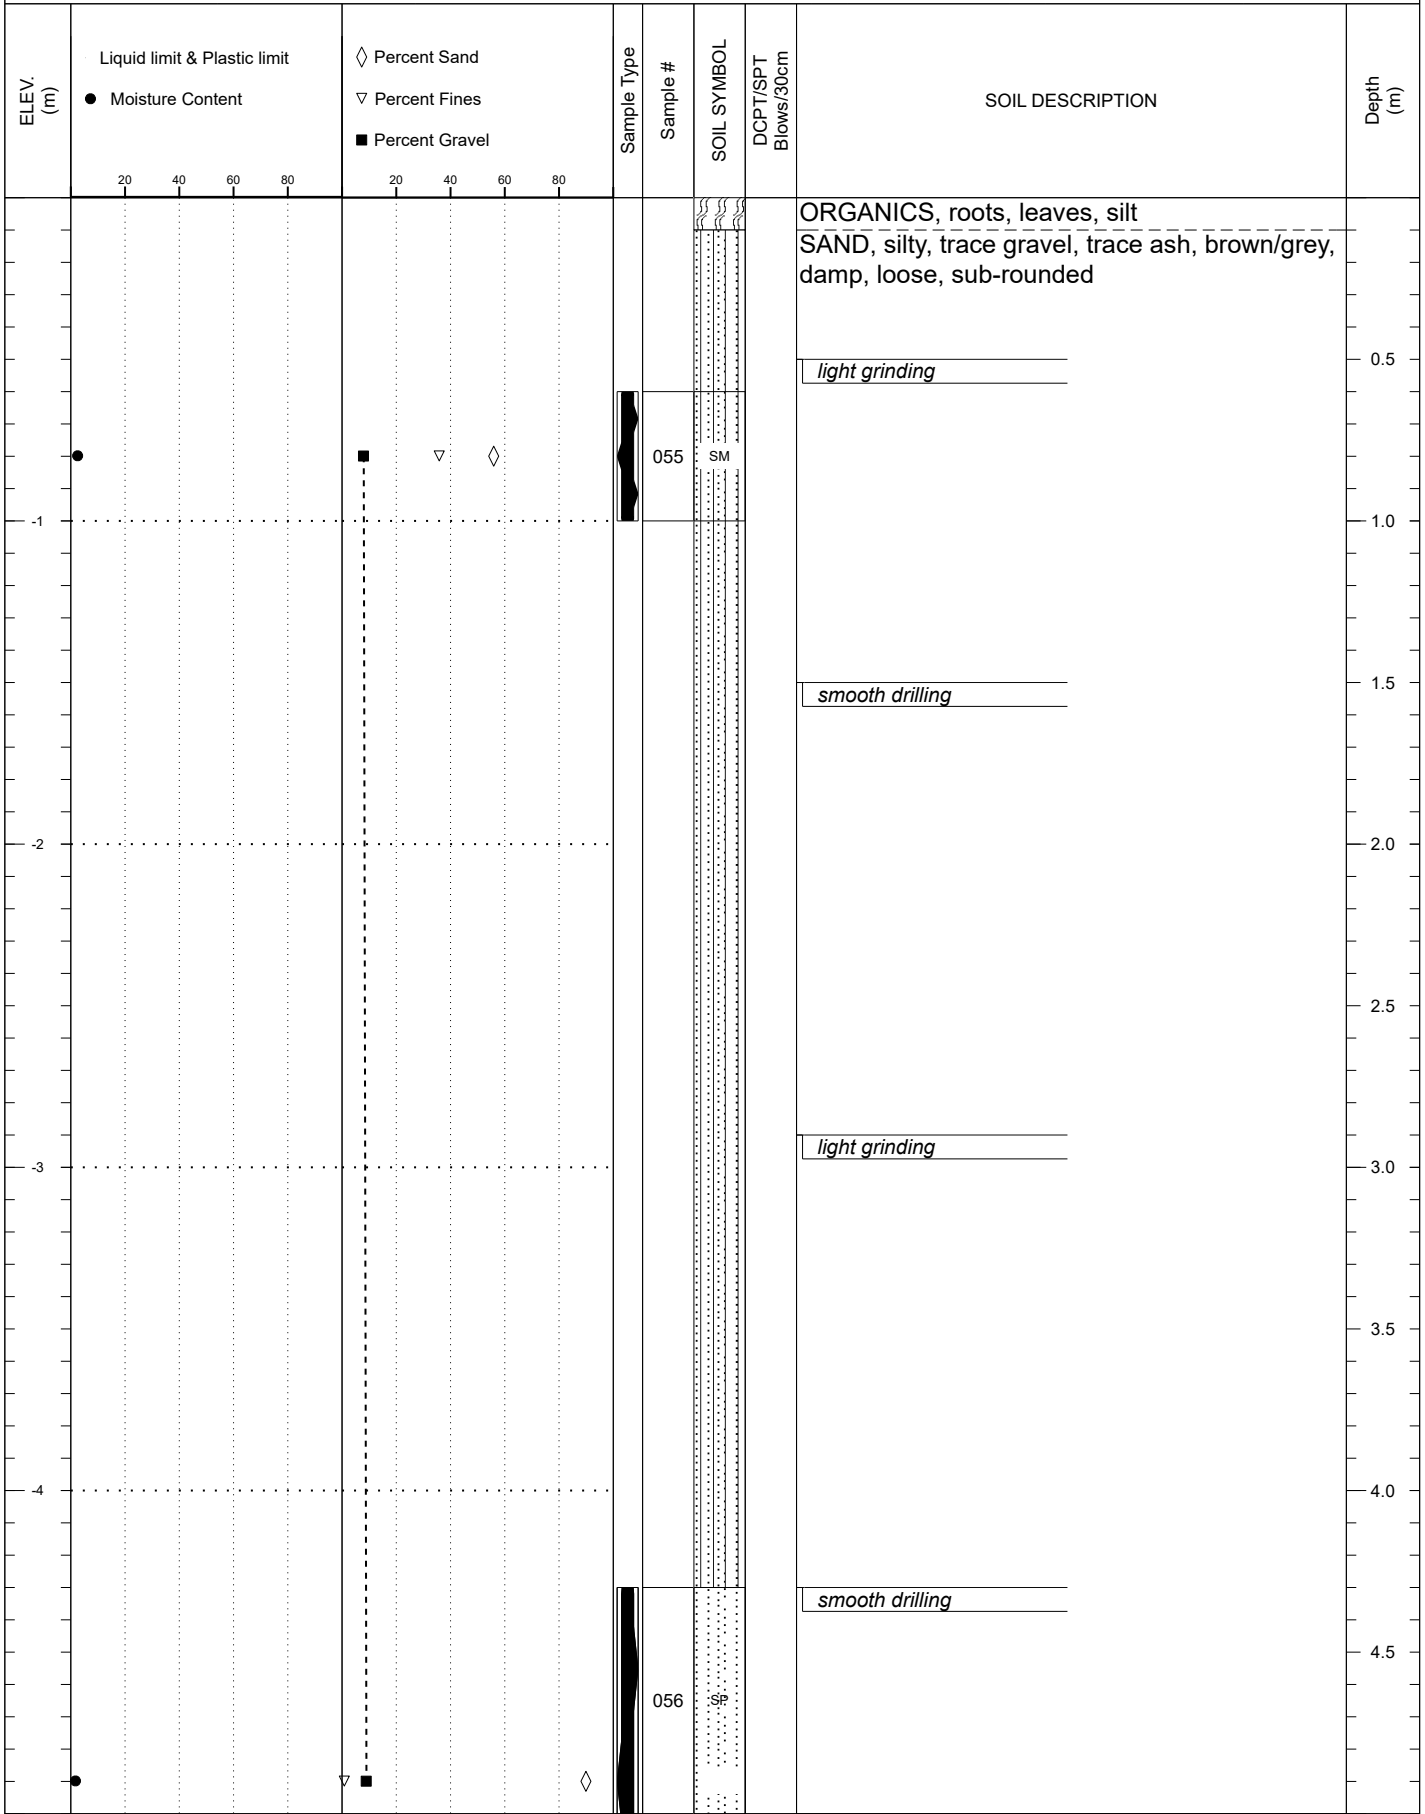 ELEV.
(m)
Liquid limit & Plastic limit
Moisture Content
20 40 60 80
Percent Sand
Percent Fines
Percent Gravel
20 40 60 80
Sample Type
Sample #
SOIL SYMBOL
DCPT/SPT
Blows/30cm
SOIL DESCRIPTION
Depth
(m)
ORGANICS, roots, leaves, silt
SAND, silty, trace gravel, trace ash, brown/grey,
damp, loose, sub-rounded
light grinding 0.5
055 SM
-1 1.0
smooth drilling 1.5
-2 2.0
2.5
light grinding
-3 3.0
3.5
-4 4.0
smooth drilling
4.5
056 SP